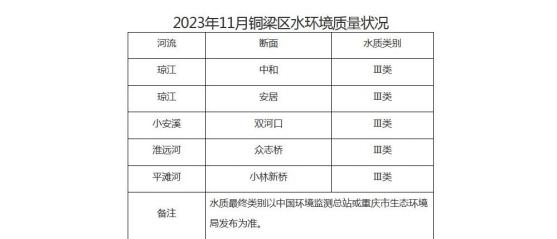 2023年11月铜梁区水环境质量状况
河流 断面 水质类别
琼江 中和 Ⅲ类
琼江 安居 Ⅲ类
小安溪 双河口 Ⅲ类
淮远河 众志桥 Ⅲ类
平滩河 小林新桥 Ⅲ类
备注 水质最终类别以中国环境监测总站或重庆市生态环境
局发布为准。